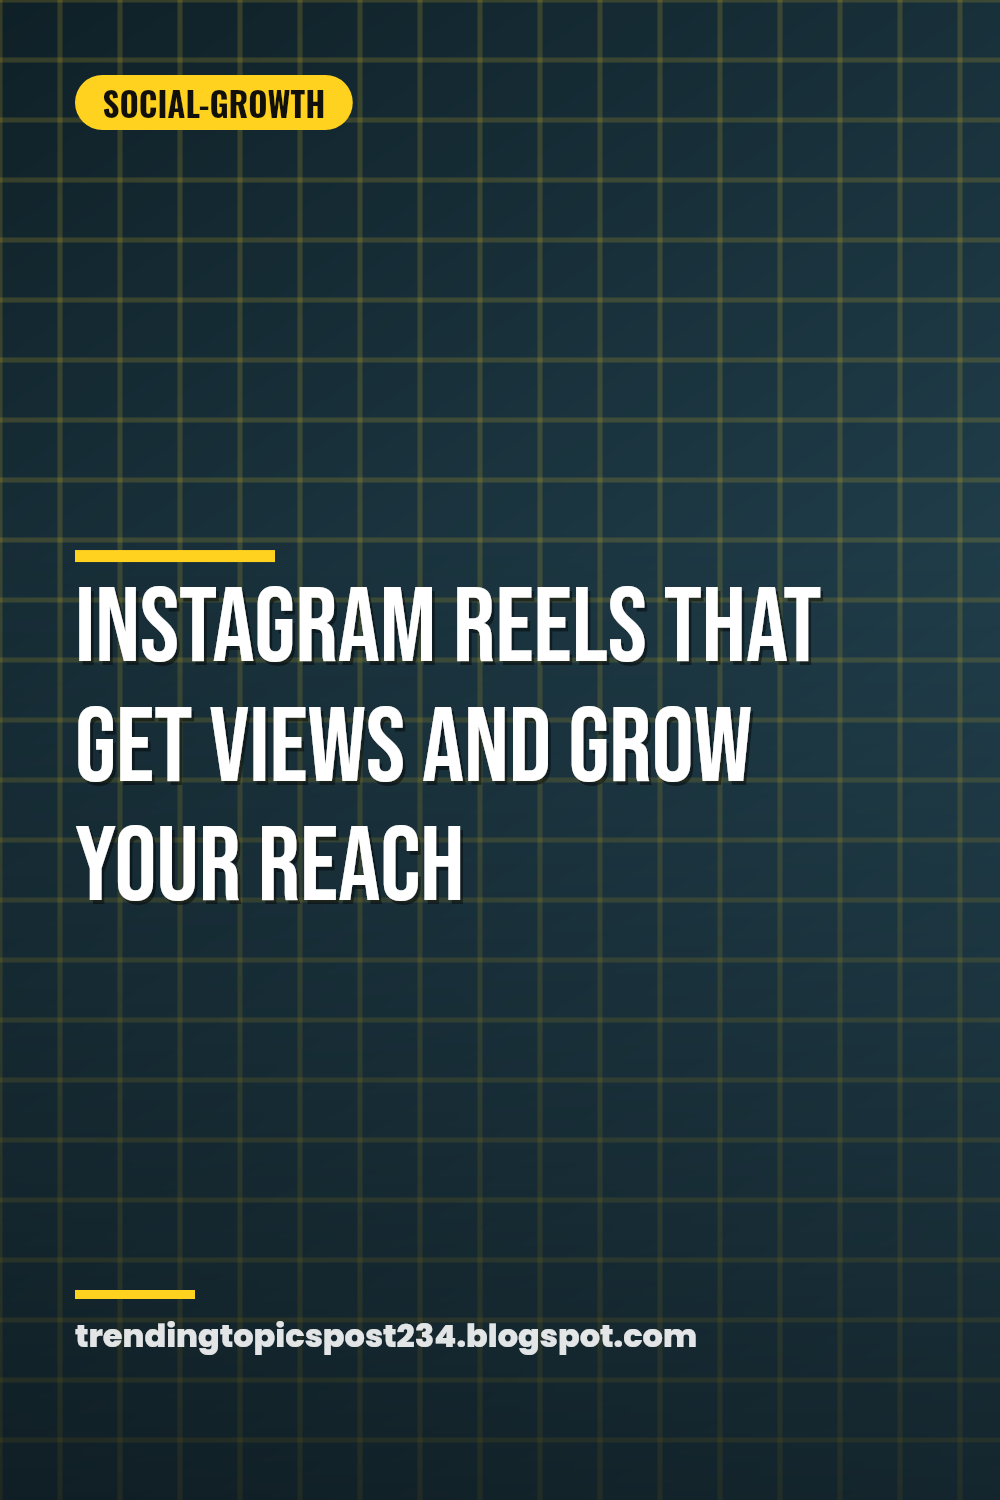 SOCIAL-GROWTH
INSTAGRAM REELS THAT
GET VIEWS AND GROW
YOUR REACH
trendingtopicspost234.blogspot.com